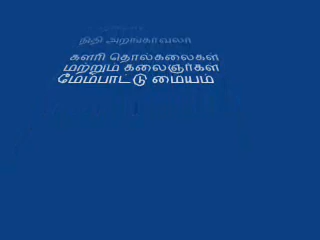 நிதி அறங்காவலர்
களரி தொல்கலைகள்
மற்றும் கலைஞர்கள்
மேம்பாட்டு மையம்